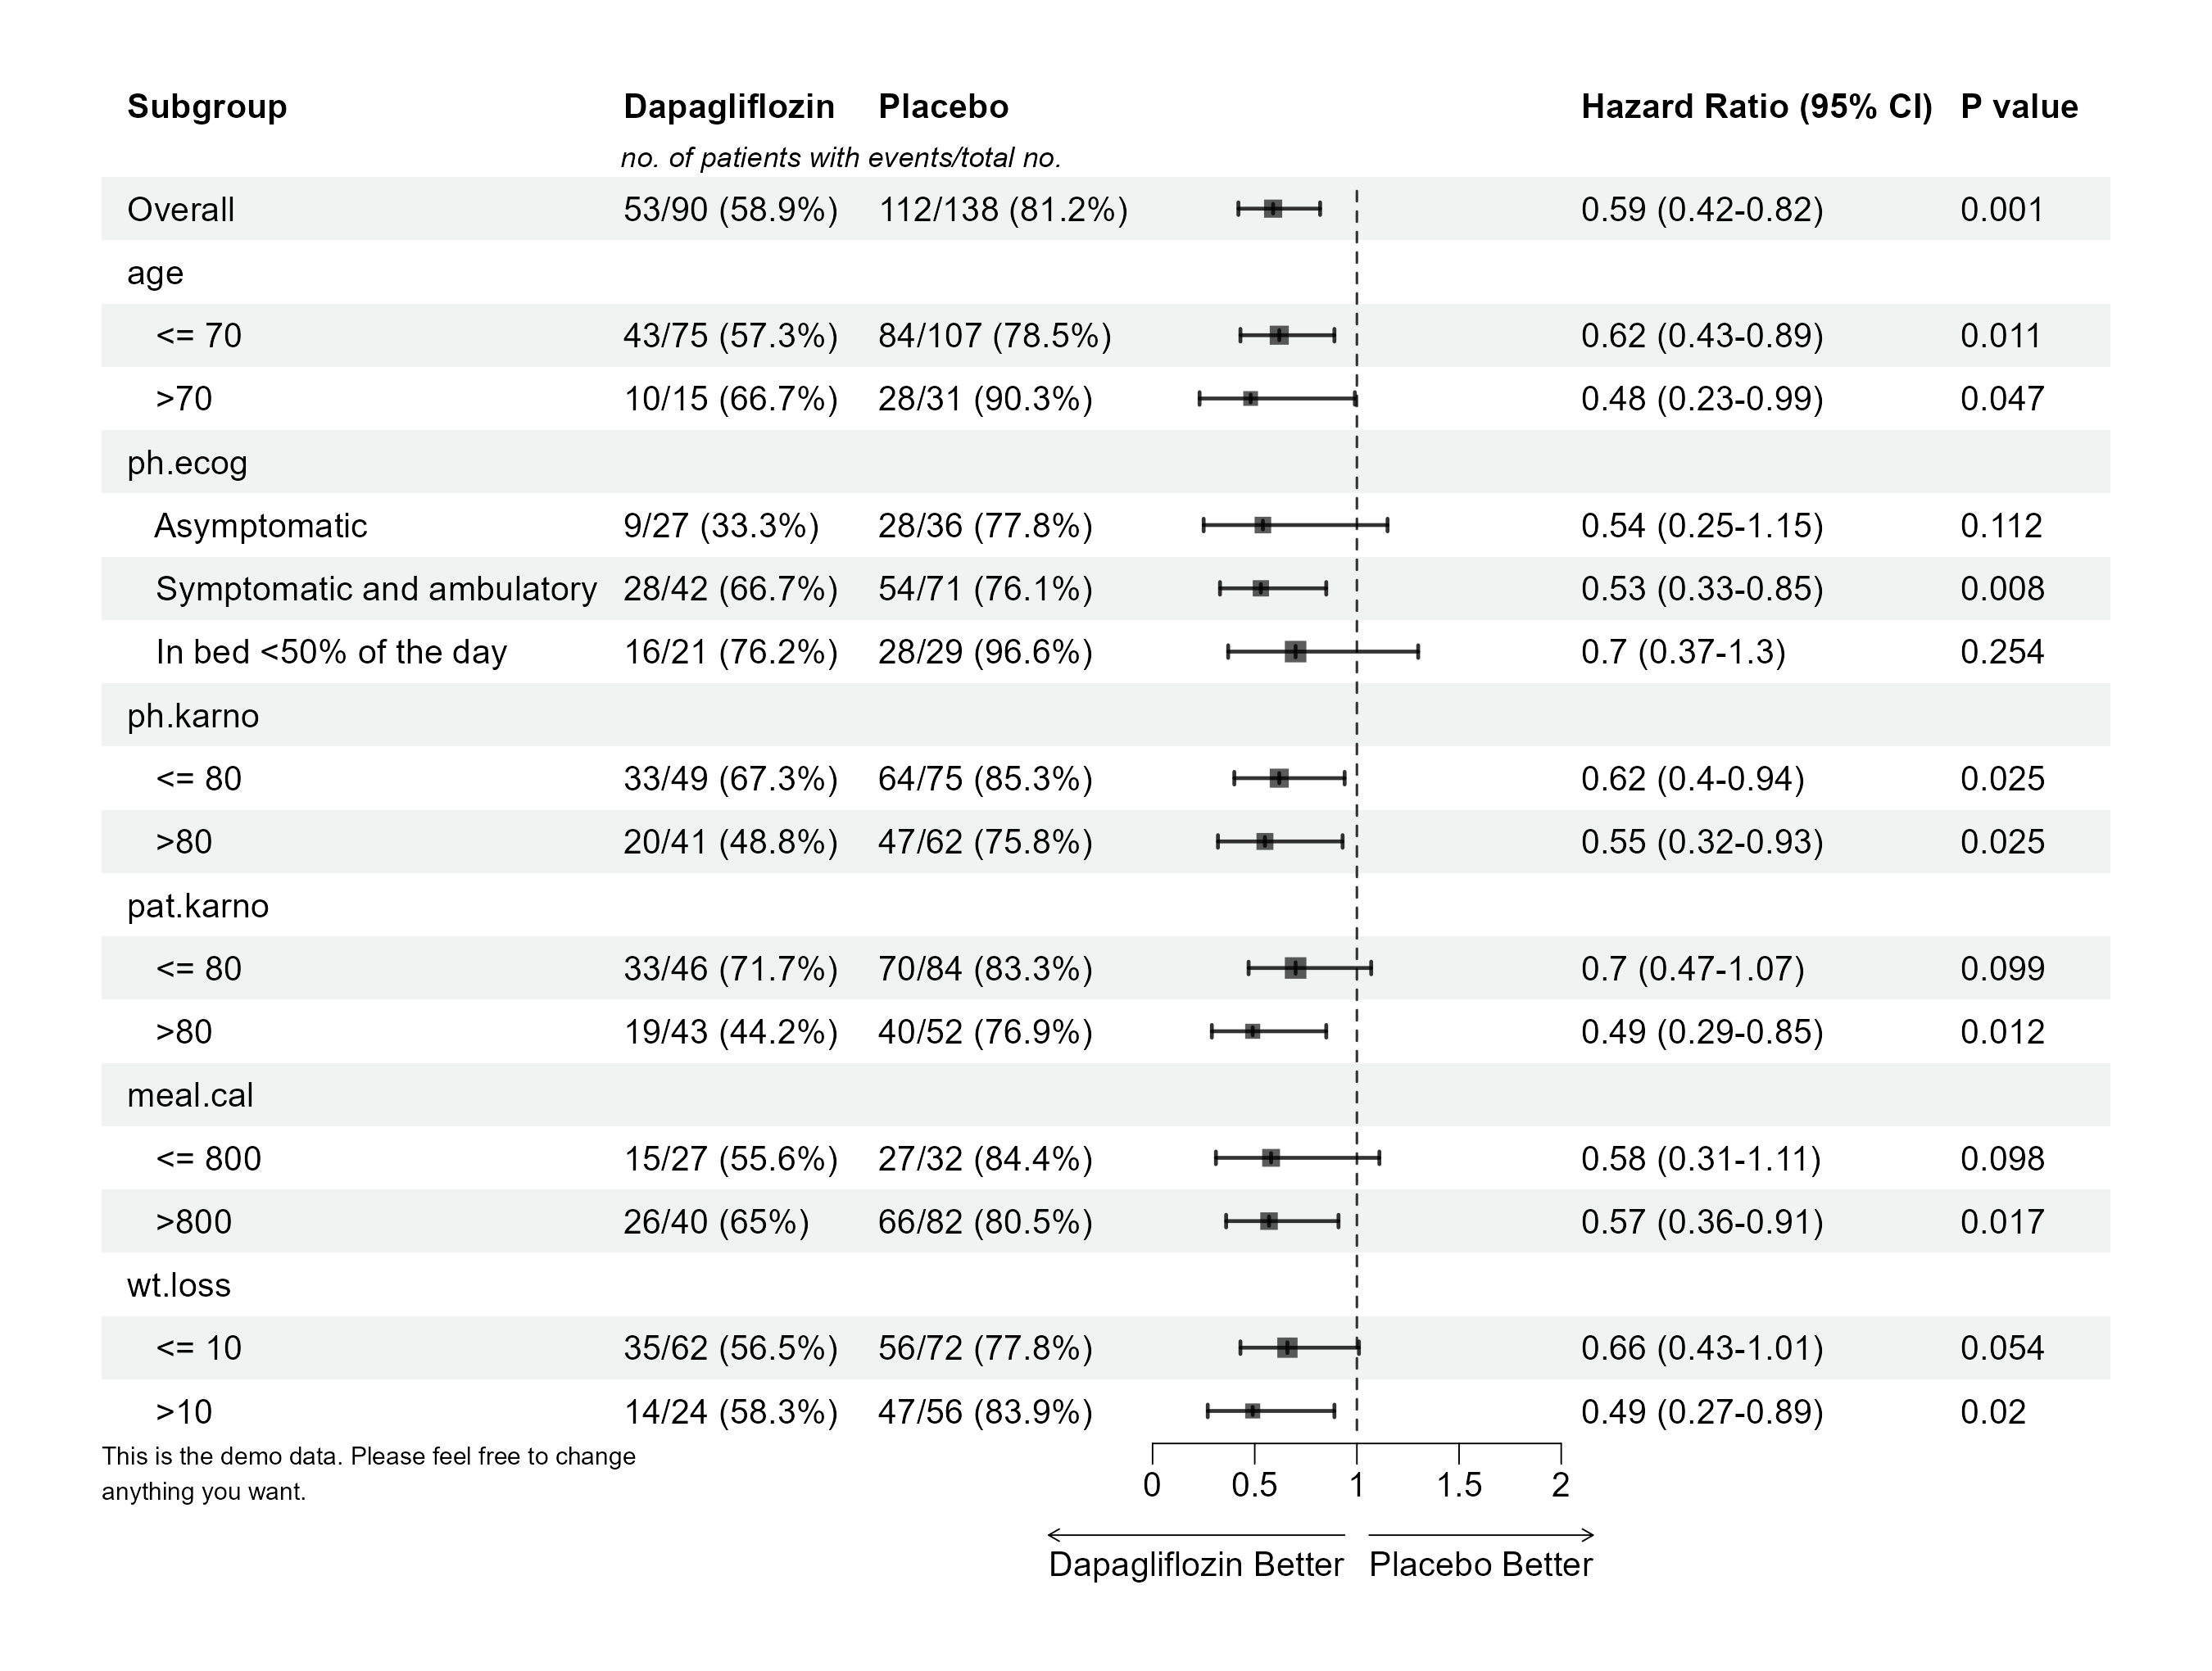 Subgroup Dapagliflozin Placebo Hazard Ratio (95% CI) P value
no. of patients with events/total no.
Overall 53/90 (58.9%) 112/138 (81.2%) 0.59 (0.42-0.82) 0.001
age
<= 70 43/75 (57.3%) 84/107 (78.5%) 0.62 (0.43-0.89) 0.011
>70 10/15 (66.7%) 28/31 (90.3%) 0.48 (0.23-0.99) 0.047
ph.ecog
Asymptomatic 9/27 (33.3%) 28/36 (77.8%) 0.54 (0.25-1.15) 0.112
Symptomatic and ambulatory 28/42 (66.7%) 54/71 (76.1%) 0.53 (0.33-0.85) 0.008
In bed <50% of the day 16/21 (76.2%) 28/29 (96.6%) 0.7 (0.37-1.3) 0.254
ph.karno
<= 80 33/49 (67.3%) 64/75 (85.3%) 0.62 (0.4-0.94) 0.025
>80 20/41 (48.8%) 47/62 (75.8%) 0.55 (0.32-0.93) 0.025
pat.karno
<= 80 33/46 (71.7%) 70/84 (83.3%) 0.7 (0.47-1.07) 0.099
>80 19/43 (44.2%) 40/52 (76.9%) 0.49 (0.29-0.85) 0.012
meal.cal
<= 800 15/27 (55.6%) 27/32 (84.4%) 0.58 (0.31-1.11) 0.098
>800 26/40 (65%) 66/82 (80.5%) 0.57 (0.36-0.91) 0.017
wt.loss
<= 10 35/62 (56.5%) 56/72 (77.8%) 0.66 (0.43-1.01) 0.054
>10 14/24 (58.3%) 47/56 (83.9%) 0.49 (0.27-0.89) 0.02
This is the demo data. Please feel free to change
anything you want.
0 0.5 1 1.5 2
Dapagliflozin Better Placebo Better